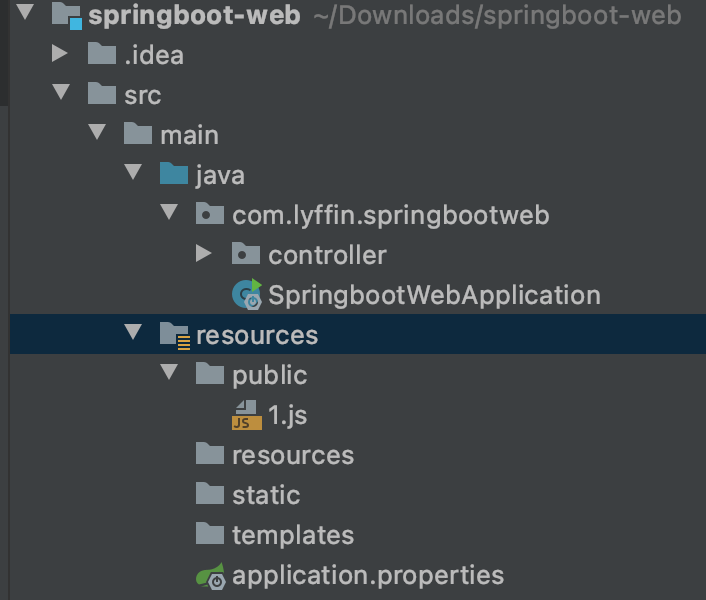 springboot-web ~/Downloads/springboot-web
.idea
src
main
java
com.lyffin.springbootweb
controller
SpringbootWebApplication
resources
public
JS 1.js
resources
static
templates
application.properties